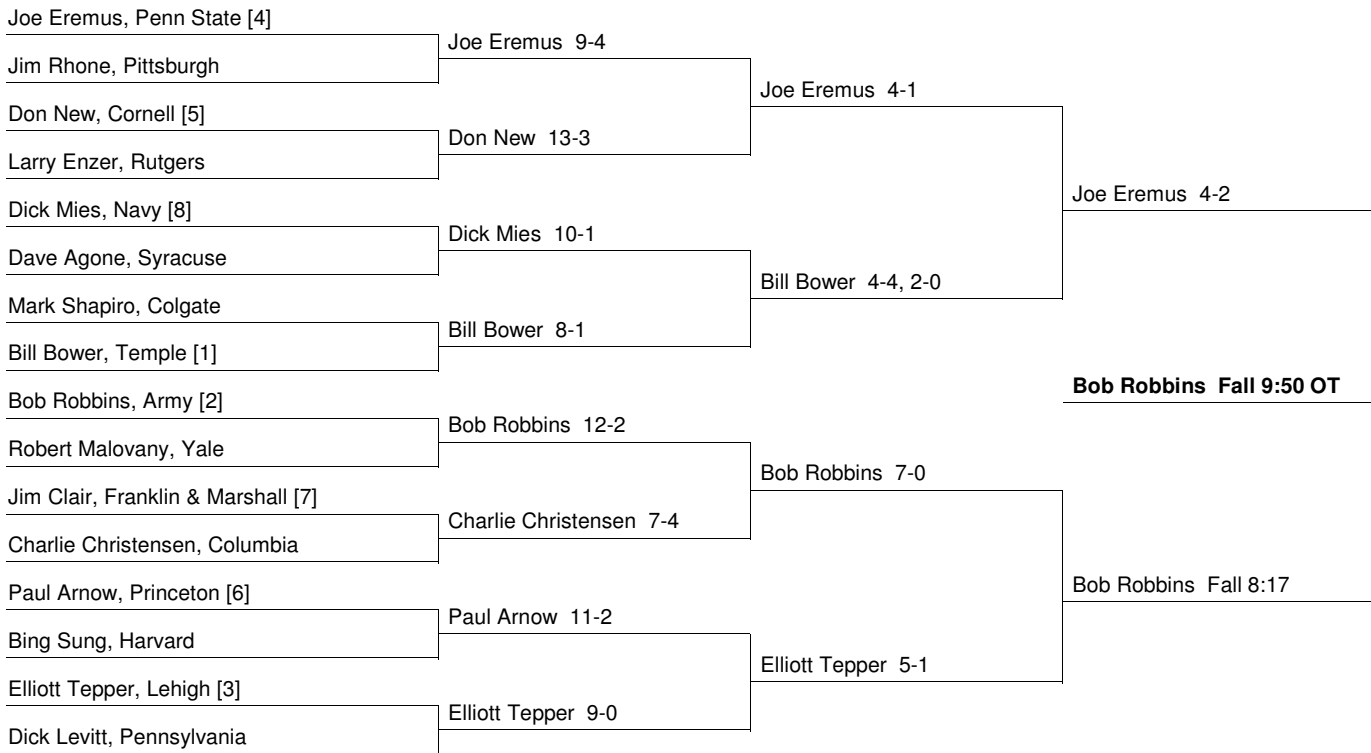 Joe Eremus, Penn State [4]
Jim Rhone, Pittsburgh
Don New, Cornell [5]
Larry Enzer, Rutgers
Dick Mies, Navy [8]
Dave Agone, Syracuse
Mark Shapiro, Colgate
Bill Bower, Temple [1]
Bob Robbins, Army [2]
Robert Malovany, Yale
Jim Clair, Franklin & Marshall [7]
Charlie Christensen, Columbia
Paul Arnow, Princeton [6]
Bing Sung, Harvard
Elliott Tepper, Lehigh [3]
Dick Levitt, Pennsylvania
Joe Eremus 9-4
Don New 13-3
Dick Mies 10-1
Bill Bower 8-1
Bob Robbins 12-2
Charlie Christensen 7-4
Paul Arnow 11-2
Elliott Tepper 9-0
Joe Eremus 4-1
Bill Bower 4-4, 2-0
Bob Robbins 7-0
Elliott Tepper 5-1
Joe Eremus 4-2
Bob Robbins Fall 8:17
Bob Robbins Fall 9:50 OT